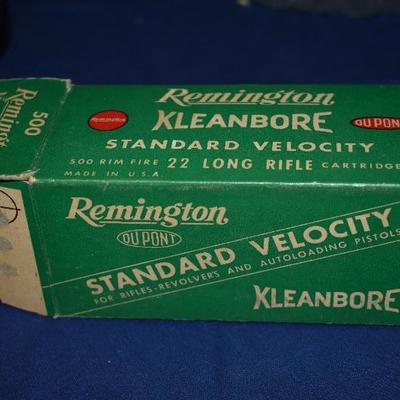 500
Remington
Remington
Remington
KLEANBORE
DU PONT
STANDARD VELOCITY
500 RIM FIRE 22 LONG RIFLE CARTRIDGE
MADE IN U.S.A
Remington
DU PONT
STANDARD VELOCITY
FOR RIFLES-REVOLVERS AND AUTOLOADING PISTOLS
KLEANBORE